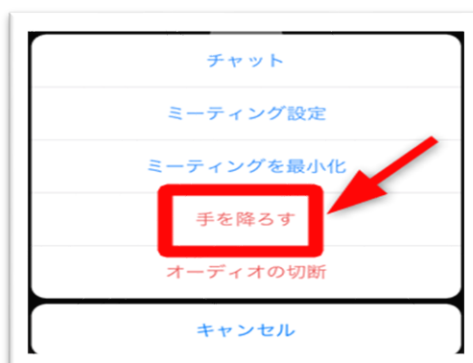 チャット
ミーティング設定
ミーティングを最小化
手を降ろす
オーディオの切断
キャンセル